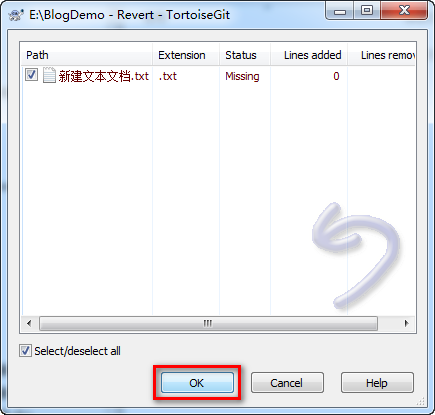 E:\BlogDemo - Revert - TortoiseGit
Path Extension Status Lines added Lines remov
新建文本文档.txt .txt Missing 0
Select/deselect all
OK Cancel Help